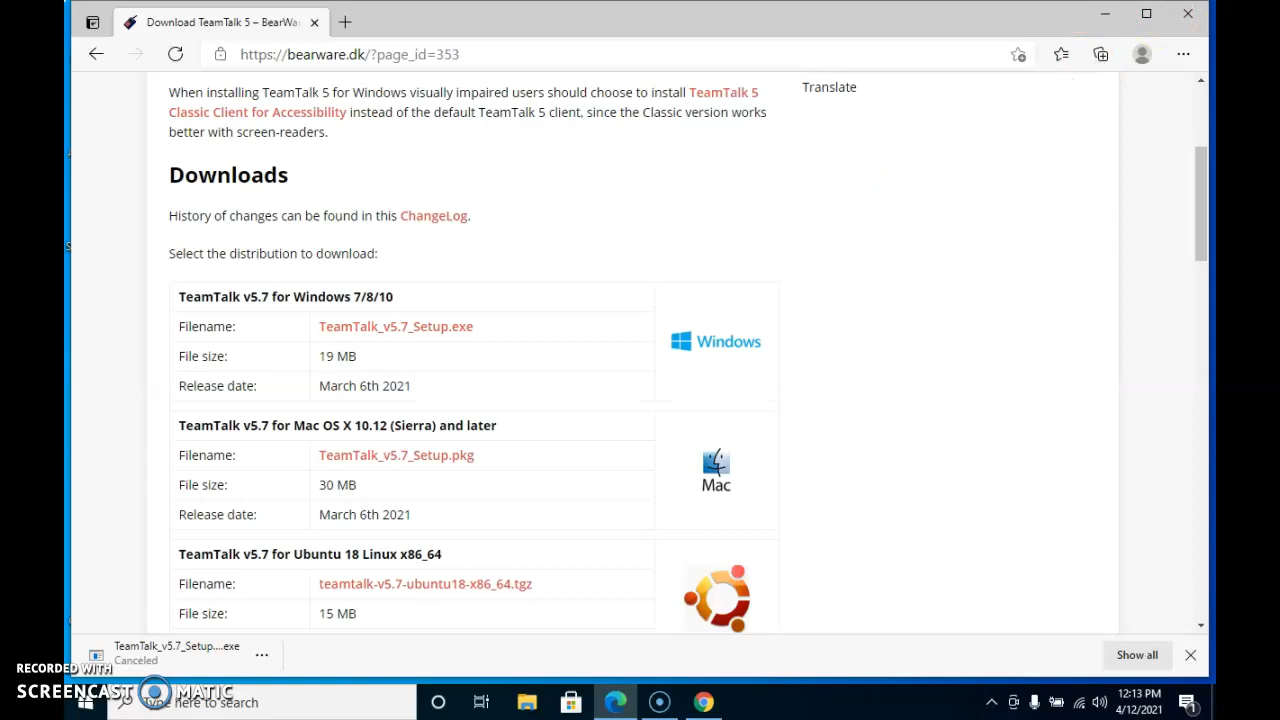 Download TeamTalk 5 – BearWa
https://bearware.dk/?page_id=353
When installing TeamTalk 5 for Windows visually impaired users should choose to install TeamTalk 5
Classic Client for Accessibility instead of the default TeamTalk 5 client, since the Classic version works
better with screen-readers.
Translate
Downloads
History of changes can be found in this ChangeLog.
Select the distribution to download:
TeamTalk v5.7 for Windows 7/8/10
Filename: TeamTalk_v5.7_Setup.exe
File size: 19 MB
Release date: March 6th 2021
Windows
TeamTalk v5.7 for Mac OS X 10.12 (Sierra) and later
Filename: TeamTalk_v5.7_Setup.pkg
File size: 30 MB
Release date: March 6th 2021
Mac
TeamTalk v5.7 for Ubuntu 18 Linux x86_64
Filename: teamtalk-v5.7-ubuntu18-x86_64.tgz
File size: 15 MB
TeamTalk_v5.7_Setup....exe
Canceled
Show all
RECORDED WITH
SCREENCAST MATIC
Type here to search
12:13 PM
4/12/2021
1